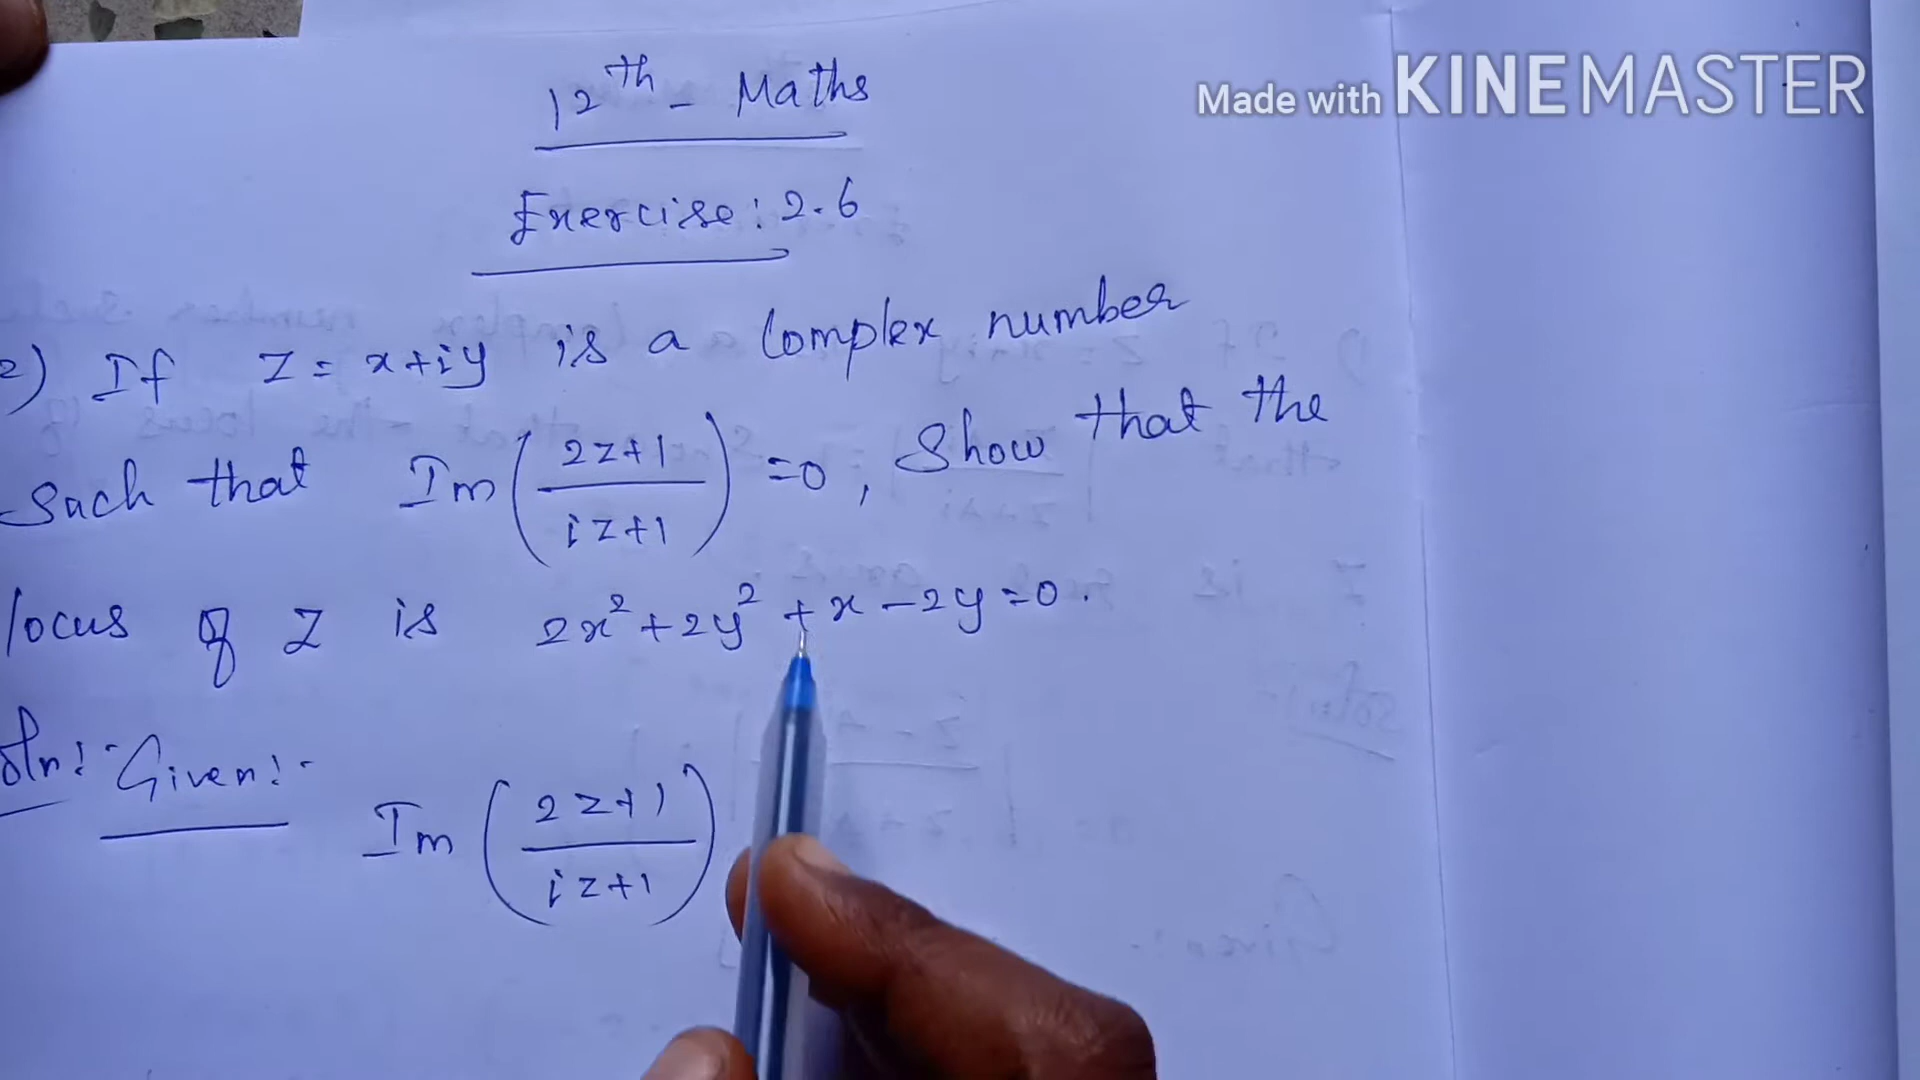 Made with KINEMASTER
12th - Maths
Exercise: 2.6
2) If z = x+iy is a Complex number
such that Im(2z+1/iz+1) =0, Show that the
locus of z is 2x²+2y²+x-2y=0.
Soln:- Given:-
Im(2z+1/iz+1)